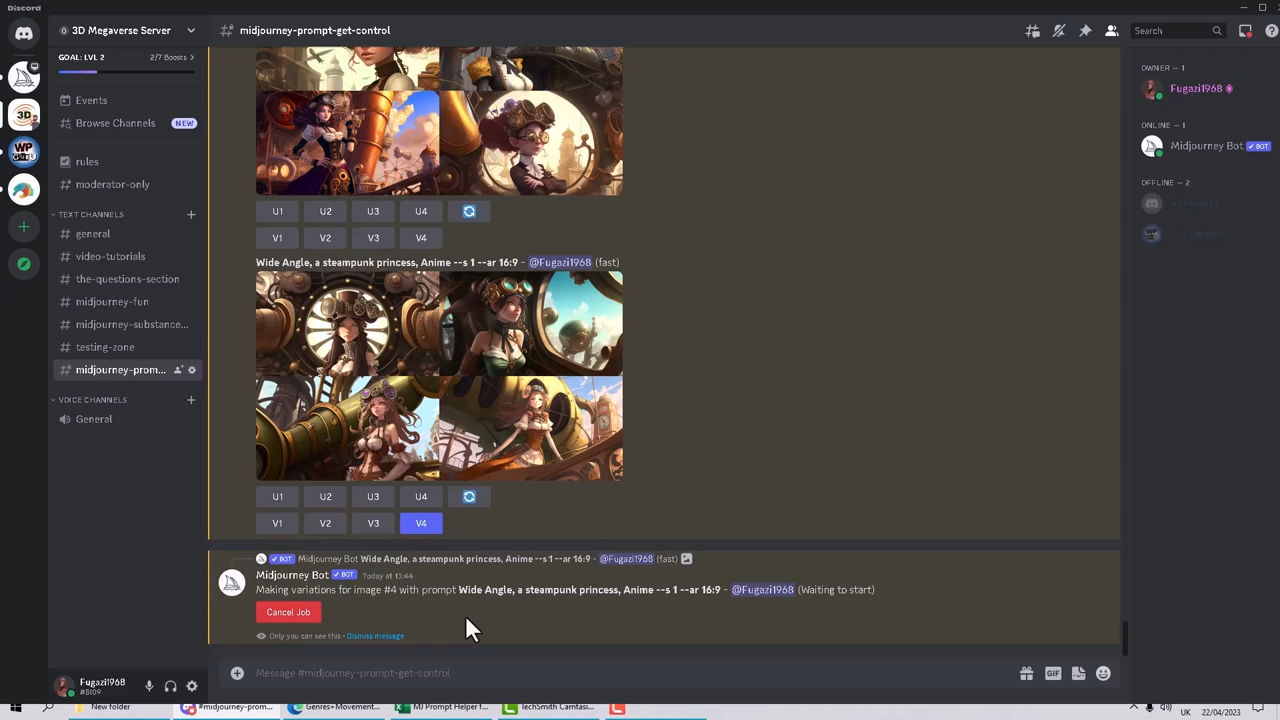 Discord
3D Megaverse Server
GOAL: LVL 2
2/7 Boosts
Events
Browse Channels
NEW
rules
moderator-only
TEXT CHANNELS
general
video-tutorials
the-questions-section
midjourney-fun
midjourney-substance...
testing-zone
midjourney-prom...
VOICE CHANNELS
General
Fugazi1968
#8109
3D
WP
GURU
midjourney-prompt-get-control
Search
U1 U2 U3 U4
V1 V2 V3 V4
Wide Angle, a steampunk princess, Anime --s 1 --ar 16:9 - @Fugazi1968 (fast)
U1 U2 U3 U4
V1 V2 V3 V4
BOT Midjourney Bot Wide Angle, a steampunk princess, Anime --s 1 --ar 16:9 - @Fugazi1968 (fast)
Midjourney Bot BOT Today at 13:44
Making variations for image #4 with prompt Wide Angle, a steampunk princess, Anime --s 1 --ar 16:9 - @Fugazi1968 (Waiting to start)
Cancel Job
Only you can see this • Dismiss message
Message #midjourney-prompt-get-control
GIF
OWNER — 1
Fugazi1968
ONLINE — 1
Midjourney Bot BOT
OFFLINE — 2
New folder
#midjourney-prom...
Genres+Movement...
MJ Prompt Helper f...
TechSmith Camtasi...
UK
22/04/2023